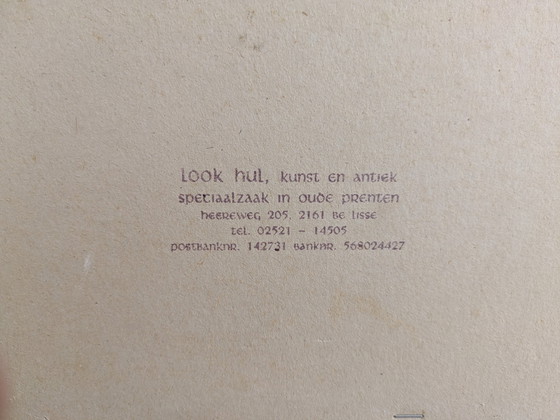 Look Hul, kunst en antiek
speciaalzaak in oude prenten
Heereweg 205, 2161 BE Lisse
tel. 02521 - 14505
Postbanknr. 142731 Banknr. 568024427